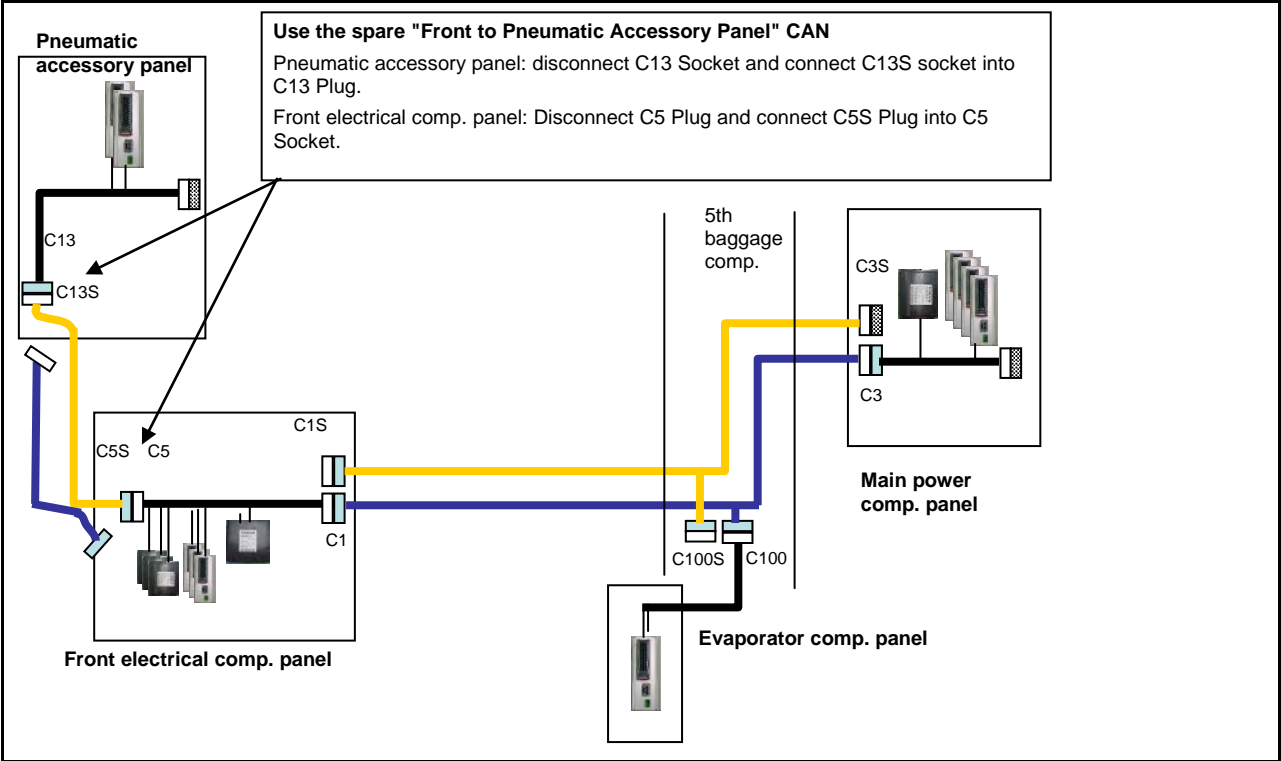 Use the spare "Front to Pneumatic Accessory Panel" CAN
Pneumatic accessory panel: disconnect C13 Socket and connect C13S socket into
C13 Plug.
Front electrical comp. panel: Disconnect C5 Plug and connect C5S Plug into C5
Socket.
Pneumatic
accessory panel
C13
C13S
5th
baggage
comp.
C3S
C3
Main power
comp. panel
C1S
C5S C5
C1
C100S C100
Evaporator comp. panel
Front electrical comp. panel